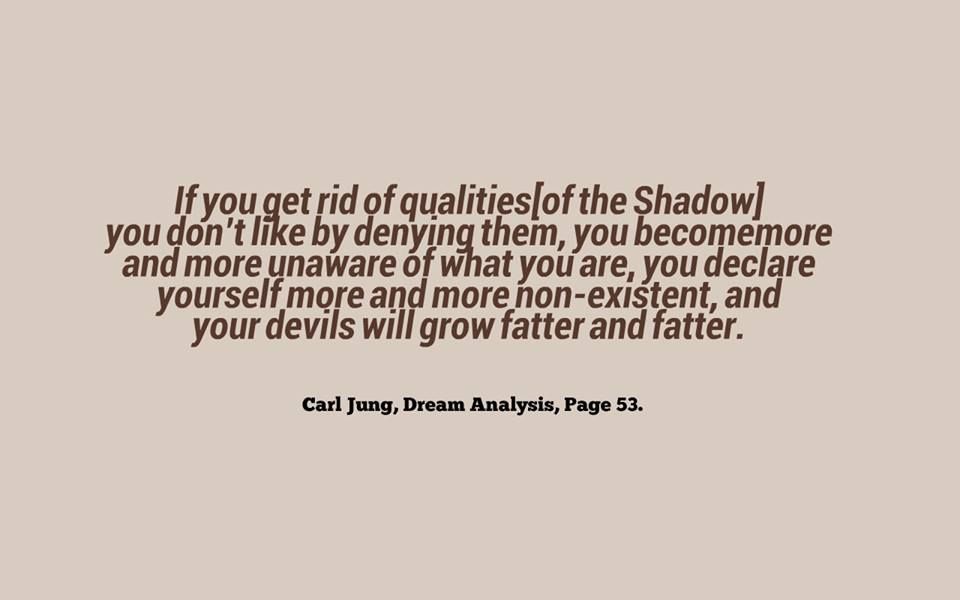 If you get rid of qualities[of the Shadow]
you don't like by denying them, you becomemore
and more unaware of what you are, you declare
yourself more and more non-existent, and
your devils will grow fatter and fatter.
Carl Jung, Dream Analysis, Page 53.